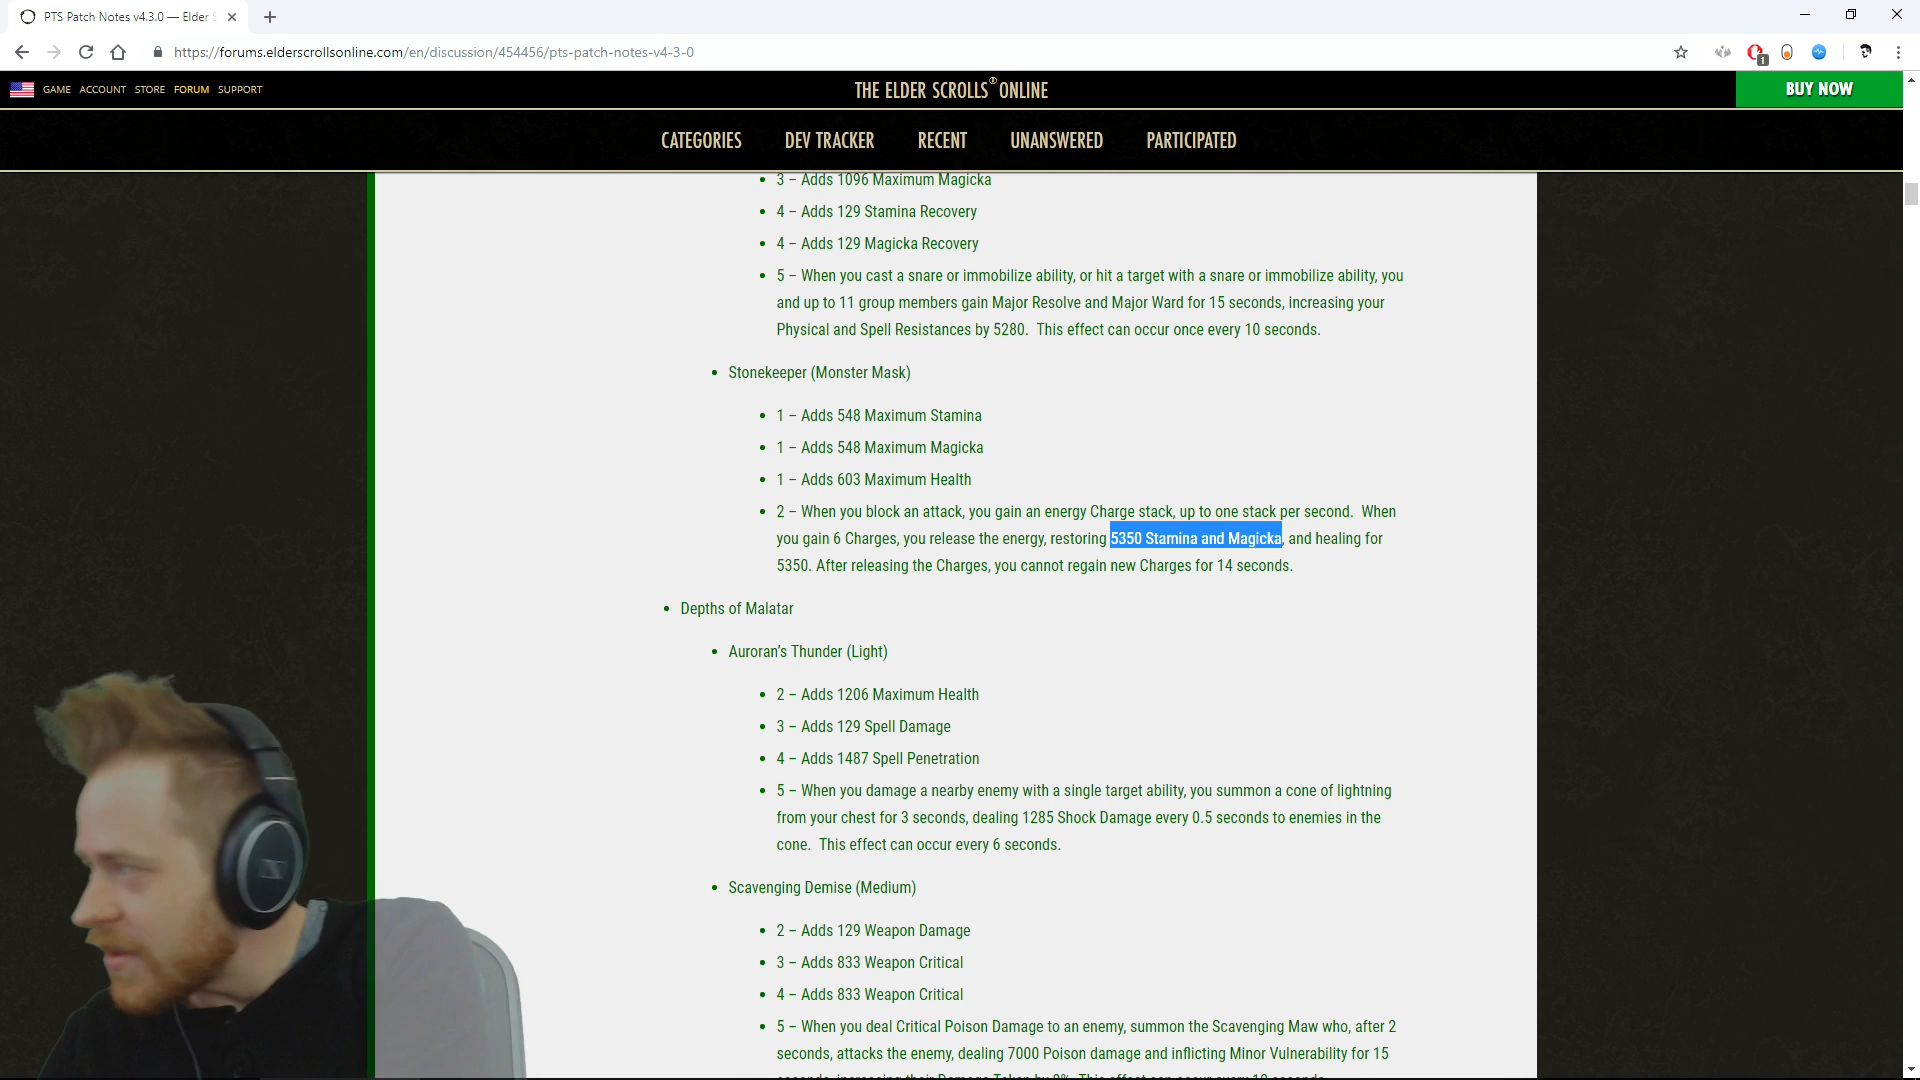 PTS Patch Notes v4.3.0 — Elder S
https://forums.elderscrollsonline.com/en/discussion/454456/pts-patch-notes-v4-3-0
1
GAME ACCOUNT STORE FORUM SUPPORT
THE ELDER SCROLLS ONLINE
BUY NOW
CATEGORIES DEV TRACKER RECENT UNANSWERED PARTICIPATED
3 – Adds 1096 Maximum Magicka
4 – Adds 129 Stamina Recovery
4 – Adds 129 Magicka Recovery
5 – When you cast a snare or immobilize ability, or hit a target with a snare or immobilize ability, you
and up to 11 group members gain Major Resolve and Major Ward for 15 seconds, increasing your
Physical and Spell Resistances by 5280.  This effect can occur once every 10 seconds.
Stonekeeper (Monster Mask)
1 – Adds 548 Maximum Stamina
1 – Adds 548 Maximum Magicka
1 – Adds 603 Maximum Health
2 – When you block an attack, you gain an energy Charge stack, up to one stack per second.  When
you gain 6 Charges, you release the energy, restoring 5350 Stamina and Magicka, and healing for
5350. After releasing the Charges, you cannot regain new Charges for 14 seconds.
Depths of Malatar
Auroran's Thunder (Light)
2 – Adds 1206 Maximum Health
3 – Adds 129 Spell Damage
4 – Adds 1487 Spell Penetration
5 – When you damage a nearby enemy with a single target ability, you summon a cone of lightning
from your chest for 3 seconds, dealing 1285 Shock Damage every 0.5 seconds to enemies in the
cone.  This effect can occur every 6 seconds.
Scavenging Demise (Medium)
2 – Adds 129 Weapon Damage
3 – Adds 833 Weapon Critical
4 – Adds 833 Weapon Critical
5 – When you deal Critical Poison Damage to an enemy, summon the Scavenging Maw who, after 2
seconds, attacks the enemy, dealing 7000 Poison damage and inflicting Minor Vulnerability for 15